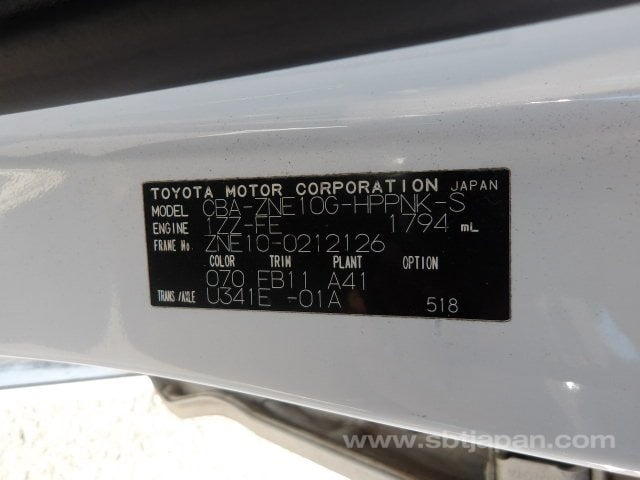 TOYOTA MOTOR CORPORATION JAPAN
MODEL CBA-ZNE10G-HPPNK-S
ENGINE 1ZZ-FE 1794 mL
FRAME No. ZNE10-0212126
COLOR TRIM PLANT OPTION
070 FB11 A41
TRANS/AXLE U341E -01A 518
www.sbtjapan.com